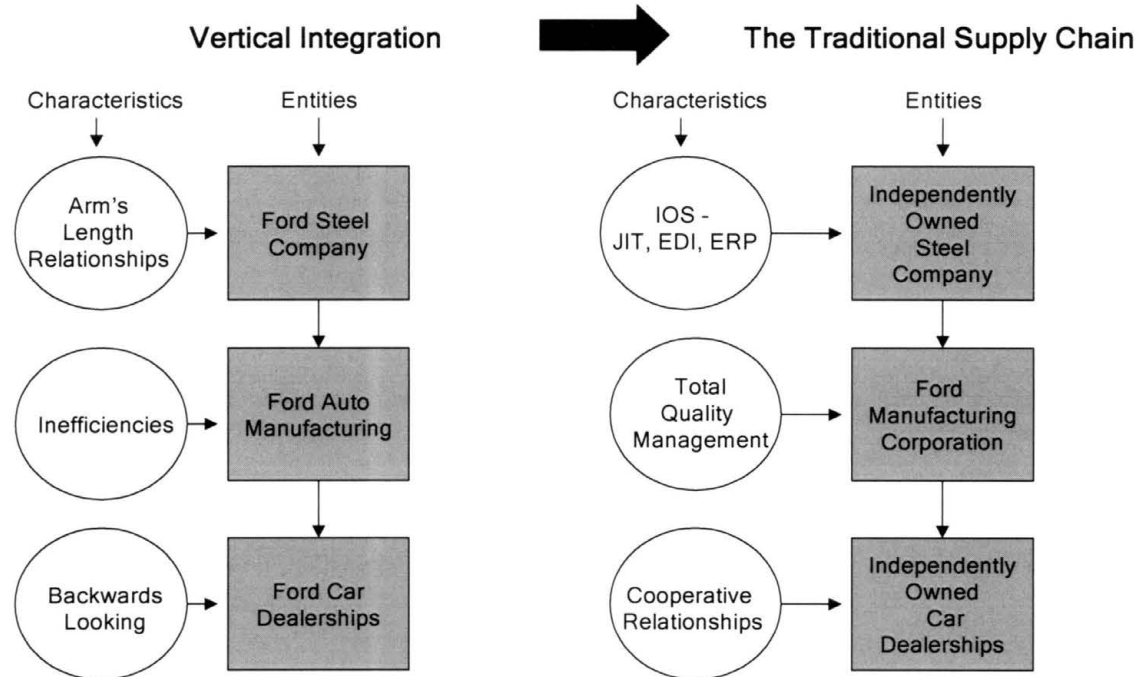 Vertical Integration
The Traditional Supply Chain
Characteristics
Entities
Arm's
Length
Relationships
Ford Steel
Company
Inefficiencies
Ford Auto
Manufacturing
Backwards
Looking
Ford Car
Dealerships
Characteristics
Entities
IOS -
JIT, EDI, ERP
Independently
Owned
Steel
Company
Total
Quality
Management
Ford
Manufacturing
Corporation
Cooperative
Relationships
Independently
Owned
Car
Dealerships